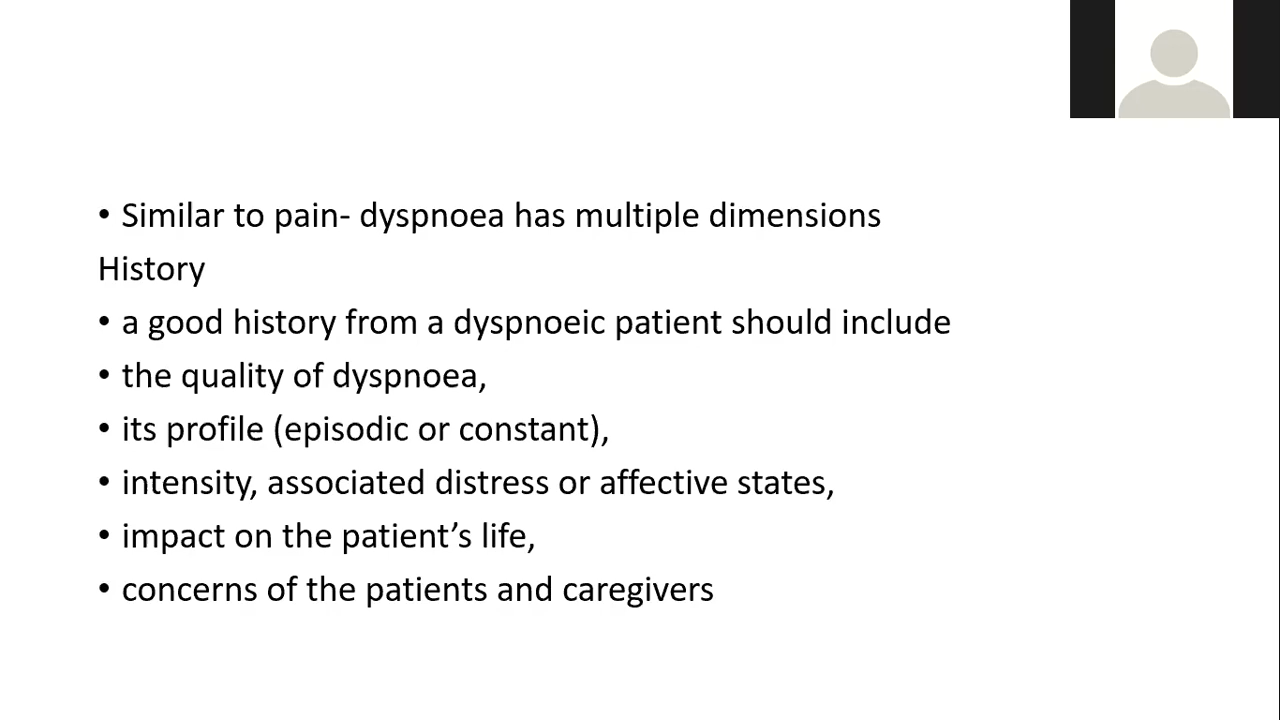 • Similar to pain- dyspnoea has multiple dimensions
History
• a good history from a dyspnoeic patient should include
• the quality of dyspnoea,
• its profile (episodic or constant),
• intensity, associated distress or affective states,
• impact on the patient’s life,
• concerns of the patients and caregivers